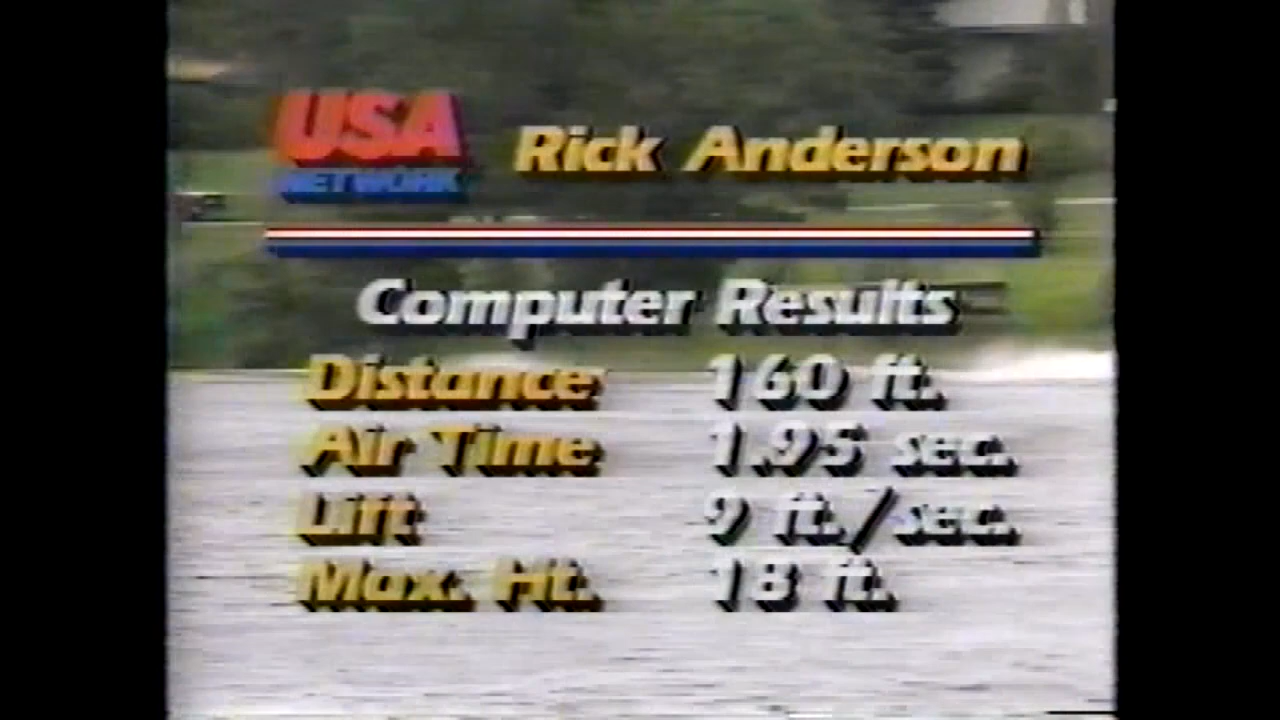 USA
NETWORK
Rick Anderson
Computer Results
Distance 160 ft.
Air Time 1.95 sec.
Lift 9 ft./sec.
Max. Ht. 18 ft.